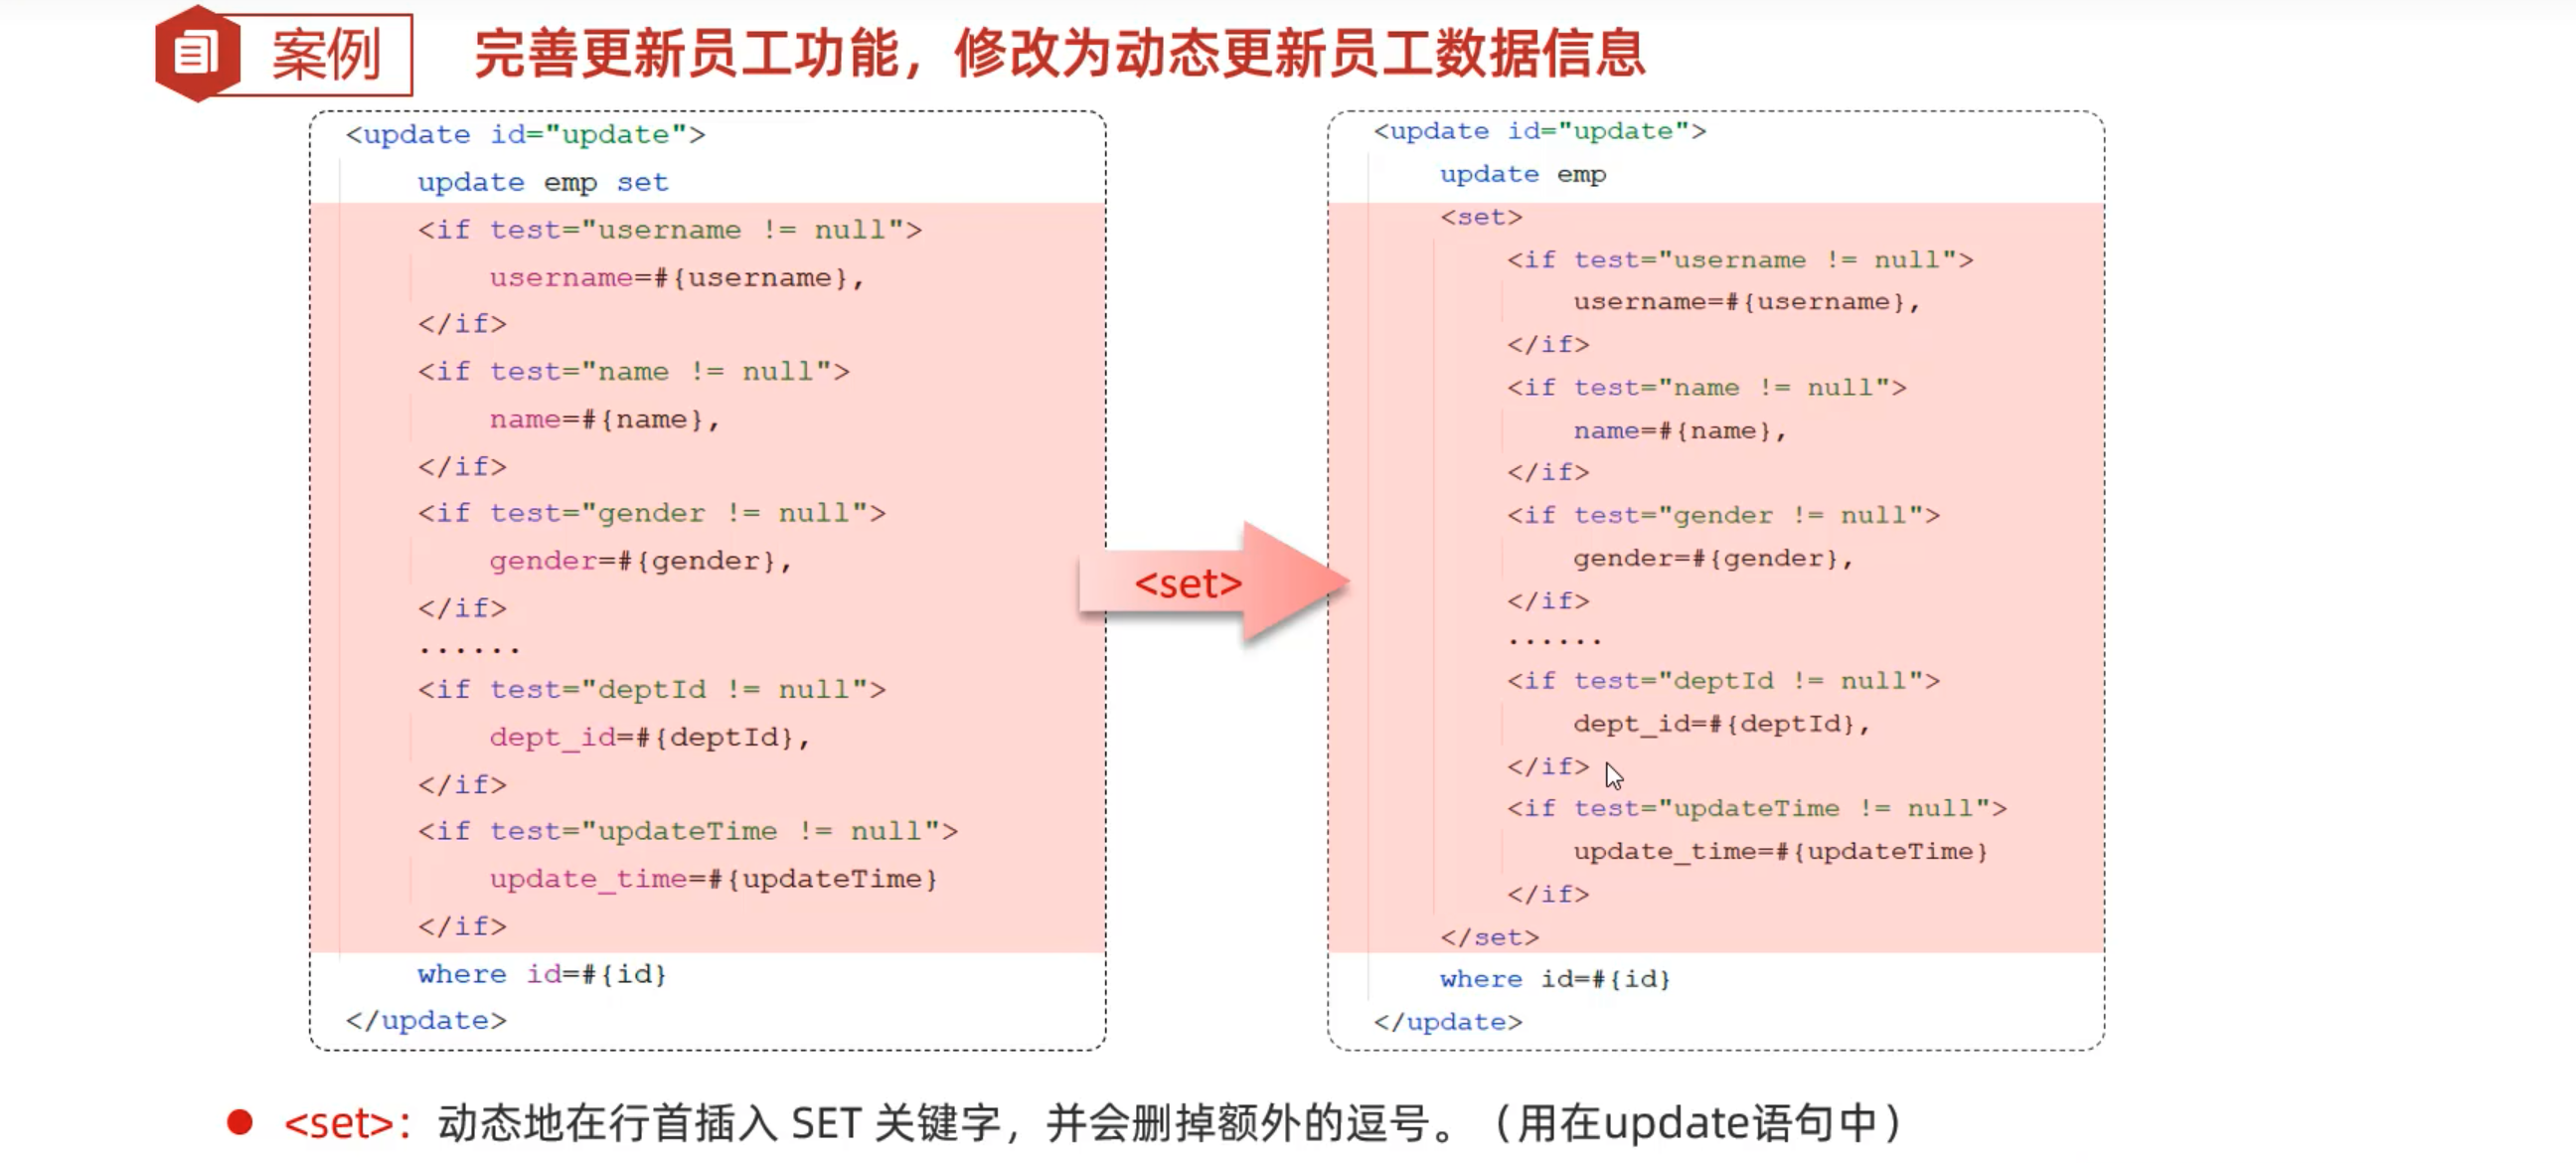 案例
完善更新员工功能，修改为动态更新员工数据信息
<update id="update">
update emp set
<if test="username != null">
username=#{username},
</if>
<if test="name != null">
name=#{name},
</if>
<if test="gender != null">
gender=#{gender},
</if>
······
<if test="deptId != null">
dept_id=#{deptId},
</if>
<if test="updateTime != null">
update_time=#{updateTime}
</if>
where id=#{id}
</update>
<set>
<update id="update">
update emp
<set>
<if test="username != null">
username=#{username},
</if>
<if test="name != null">
name=#{name},
</if>
<if test="gender != null">
gender=#{gender},
</if>
······
<if test="deptId != null">
dept_id=#{deptId},
</if>
<if test="updateTime != null">
update_time=#{updateTime}
</if>
</set>
where id=#{id}
</update>
● <set>：动态地在行首插入 SET 关键字，并会删掉额外的逗号。（用在update语句中）